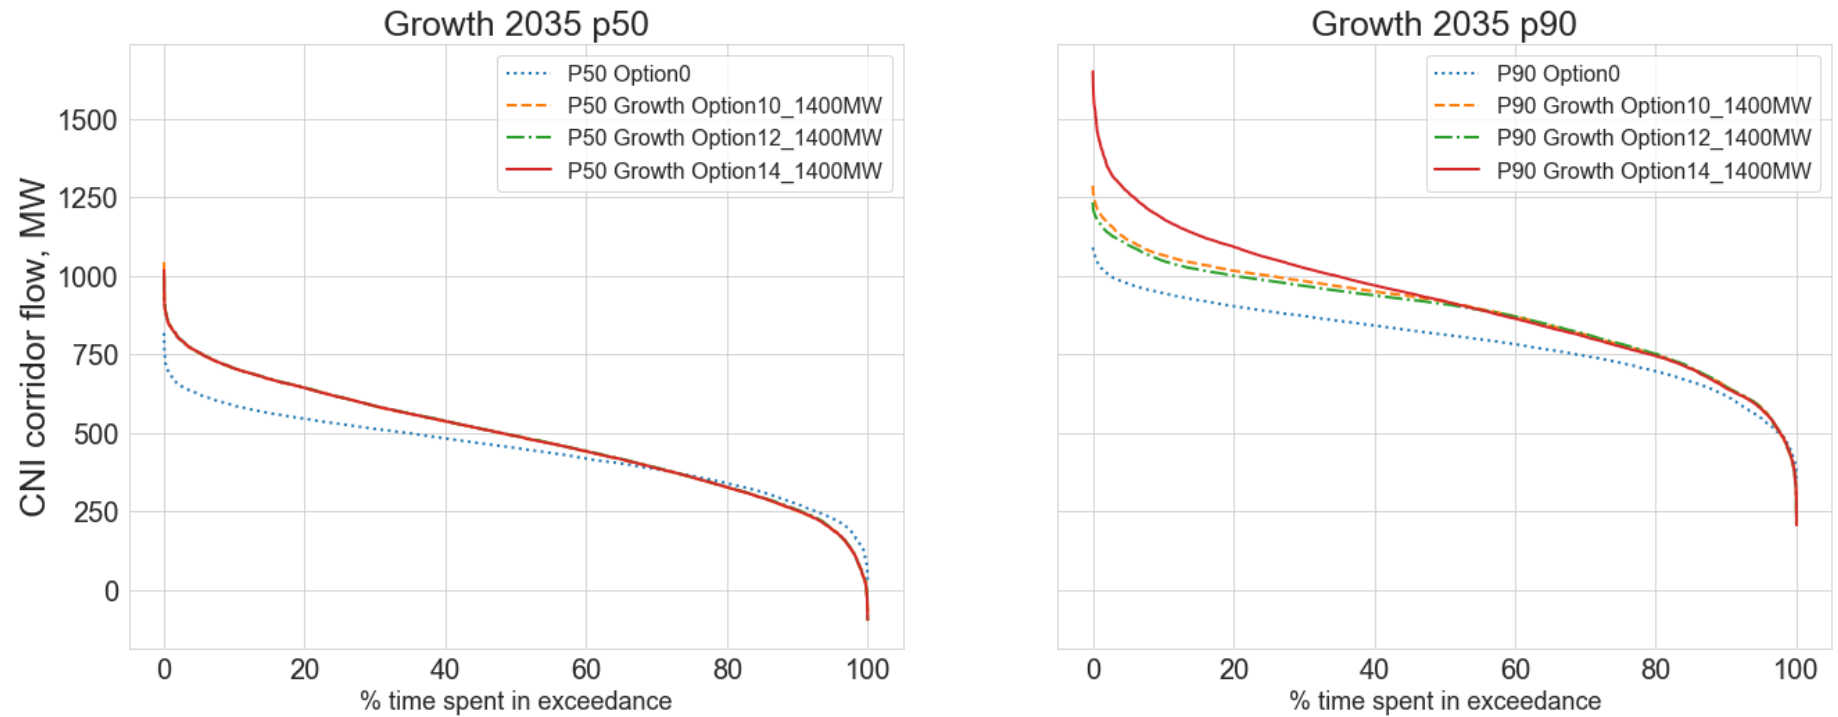 Growth 2035 p50
P50 Option0
P50 Growth Option10_1400MW
P50 Growth Option12_1400MW
P50 Growth Option14_1400MW
CNI corridor flow, MW
1500
1250
1000
750
500
250
0
0 20 40 60 80 100
% time spent in exceedance
Growth 2035 p90
P90 Option0
P90 Growth Option10_1400MW
P90 Growth Option12_1400MW
P90 Growth Option14_1400MW
0 20 40 60 80 100
% time spent in exceedance